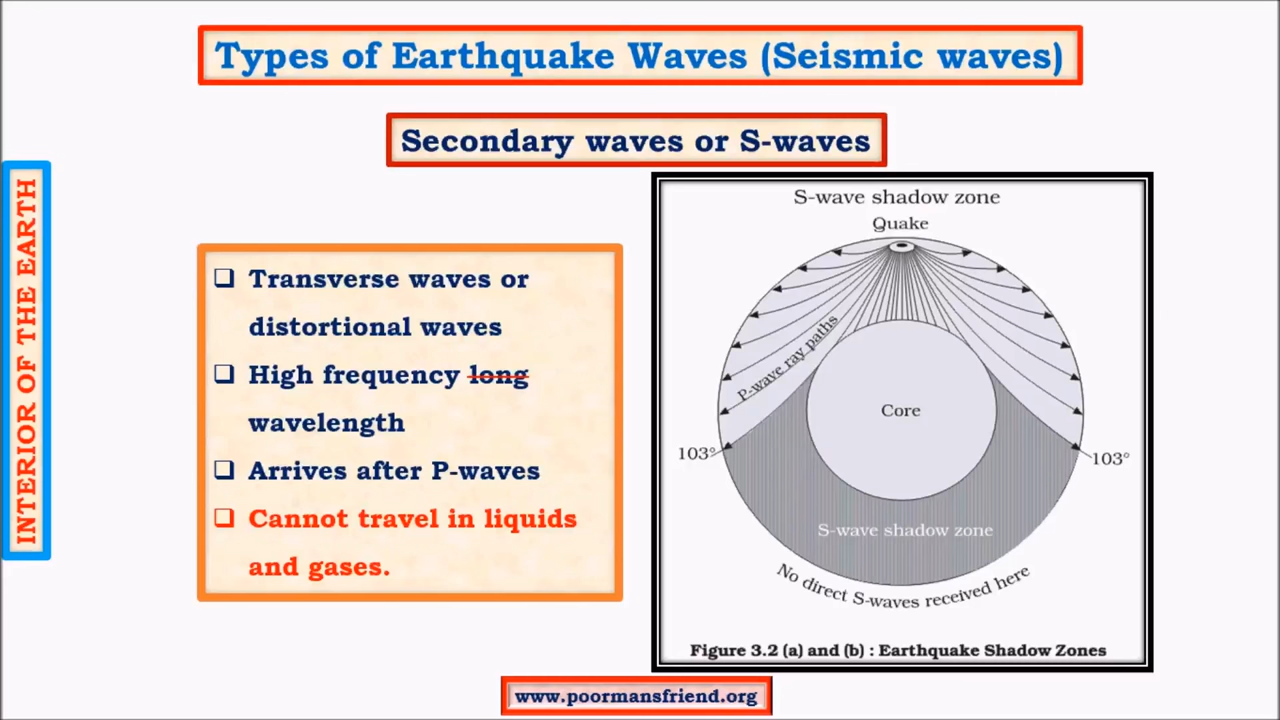 Types of Earthquake Waves (Seismic waves)
Secondary waves or S-waves
INTERIOR OF THE EARTH
❑ Transverse waves or
distortional waves
❑ High frequency long
wavelength
❑ Arrives after P-waves
❑ Cannot travel in liquids
and gases.
S-wave shadow zone
Quake
P-wave ray paths
Core
103°
103°
S-wave shadow zone
No direct S-waves received here
Figure 3.2 (a) and (b) : Earthquake Shadow Zones
www.poormansfriend.org